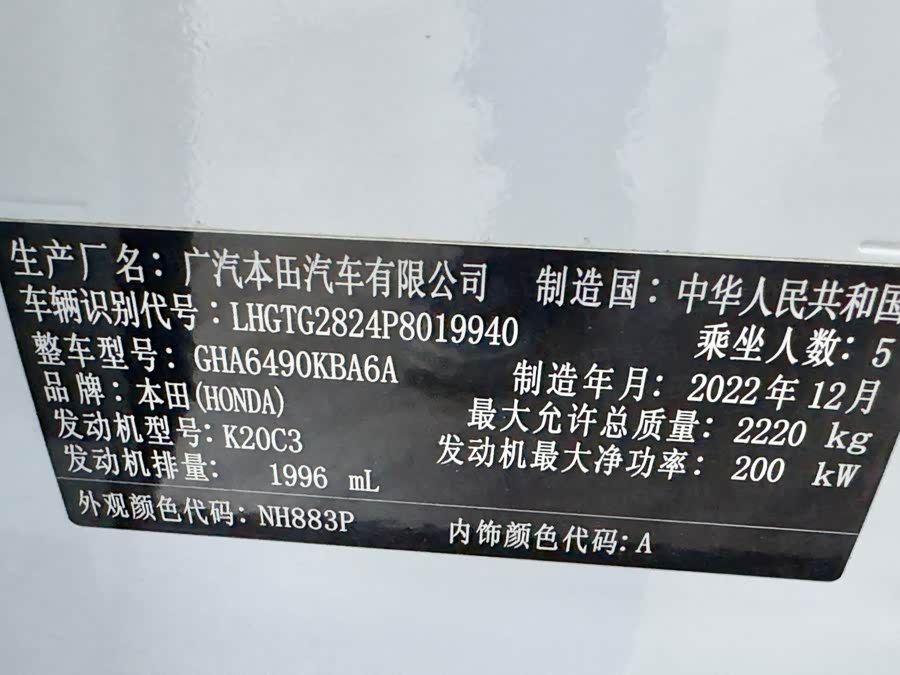 生产厂名：广汽本田汽车有限公司 制造国：中华人民共和国
车辆识别代号：LHGTG2824P8019940 乘坐人数：5
整车型号：GHA6490KBA6A 制造年月：2022年12月
品牌：本田(HONDA) 最大允许总质量：2220 kg
发动机型号：K20C3 发动机最大净功率：200 kW
发动机排量：1996 mL
外观颜色代码：NH883P 内饰颜色代码：A